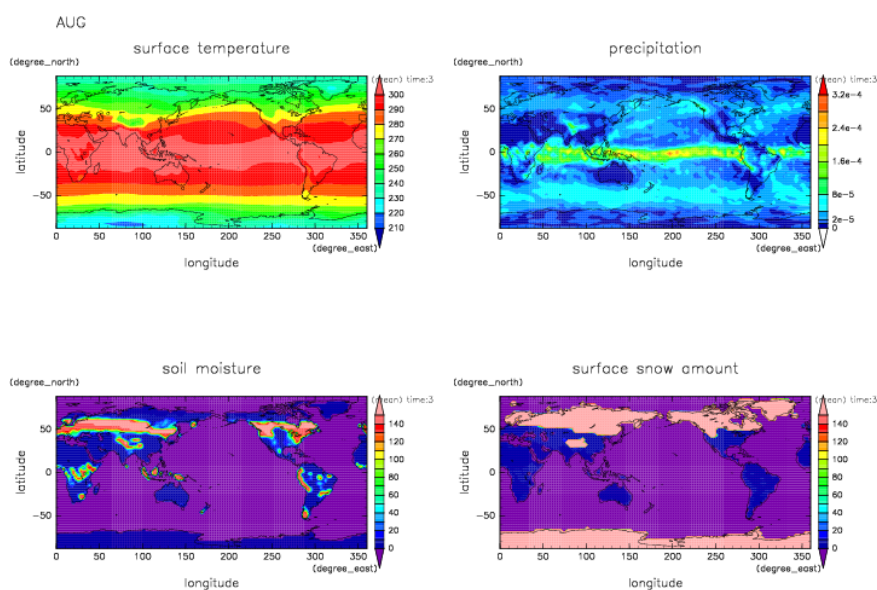 AUG
surface temperature
(degree_north)
(mean) time:3
latitude
50
0
−50
300
290
280
270
260
250
240
230
220
210
0 50 100 150 200 250 300 350
(degree_east)
longitude
precipitation
(degree_north)
(mean) time:3
latitude
50
0
−50
3.2e−4
2.4e−4
1.6e−4
8e−5
2e−5
0
0 50 100 150 200 250 300 350
(degree_east)
longitude
soil moisture
(degree_north)
(mean) time:3
latitude
50
0
−50
140
120
100
80
60
40
20
0
0 50 100 150 200 250 300 350
(degree_east)
longitude
surface snow amount
(degree_north)
(mean) time:3
latitude
50
0
−50
140
120
100
80
60
40
20
0
0 50 100 150 200 250 300 350
(degree_east)
longitude